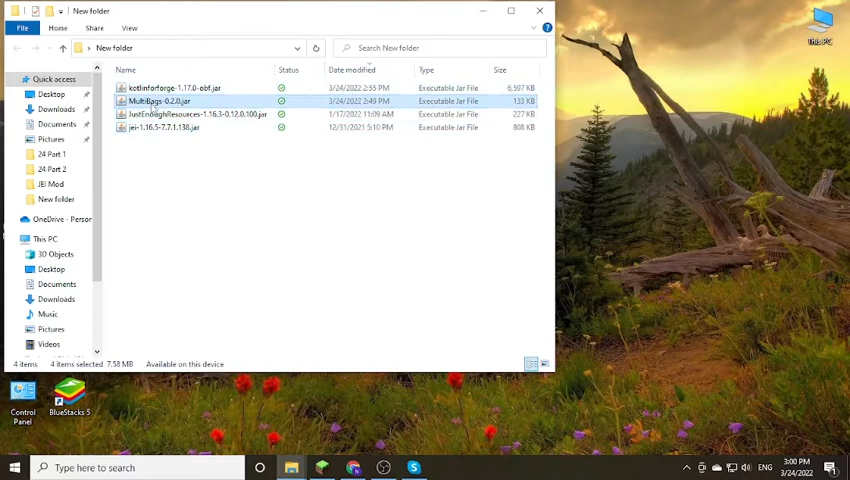 New folder
File Home Share View
New folder
Search New folder
Name Status Date modified Type Size
Quick access
Desktop
Downloads
Documents
Pictures
24 Part 1
24 Part 2
JEI Mod
New folder
OneDrive - Person
This PC
3D Objects
Desktop
Documents
Downloads
Music
Pictures
Videos
kotlinforforge-1.17.0-obf.jar 3/24/2022 2:55 PM Executable Jar File 6,597 KB
MultiBags-0.2.0.jar 3/24/2022 2:49 PM Executable Jar File 133 KB
JustEnoughResources-1.16.3-0.12.0.100.jar 1/17/2022 11:09 AM Executable Jar File 227 KB
jei-1.16.5-7.7.1.138.jar 12/31/2021 5:10 PM Executable Jar File 808 KB
4 items 4 items selected 7.58 MB Available on this device
This PC
Control
Panel
BlueStacks 5
Type here to search
ENG
3:00 PM
3/24/2022